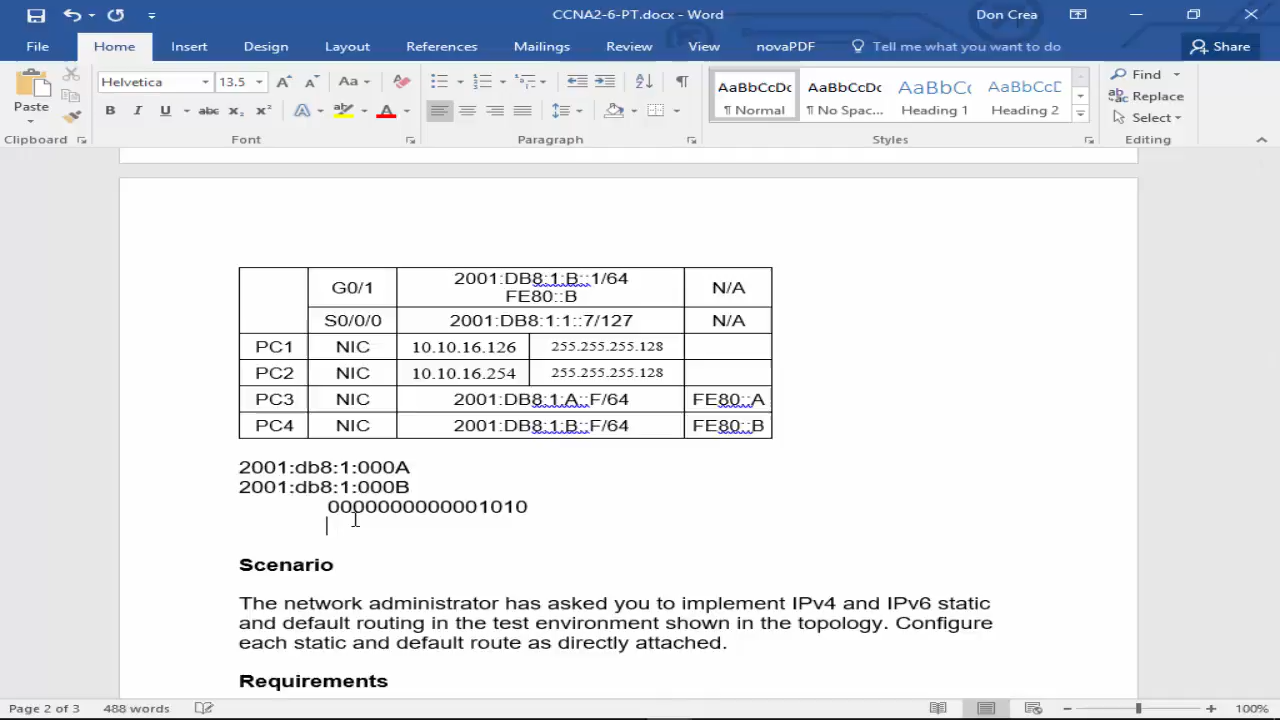 CCNA2-6-PT.docx - Word
Don Crea
File Home Insert Design Layout References Mailings Review View novaPDF Tell me what you want to do Share
Paste
Helvetica 13.5
Clipboard Font Paragraph Styles Editing
AaBbCcDc AaBbCcDc AaBbC AaBbCcD
¶ Normal ¶ No Spac... Heading 1 Heading 2
Find
Replace
Select
G0/1 2001:DB8:1:B::1/64 N/A
FE80::B
S0/0/0 2001:DB8:1:1::7/127 N/A
PC1 NIC 10.10.16.126 255.255.255.128
PC2 NIC 10.10.16.254 255.255.255.128
PC3 NIC 2001:DB8:1:A::F/64 FE80::A
PC4 NIC 2001:DB8:1:B::F/64 FE80::B
2001:db8:1:000A
2001:db8:1:000B
0000000000001010
Scenario
The network administrator has asked you to implement IPv4 and IPv6 static
and default routing in the test environment shown in the topology. Configure
each static and default route as directly attached.
Requirements
Page 2 of 3 488 words 100%